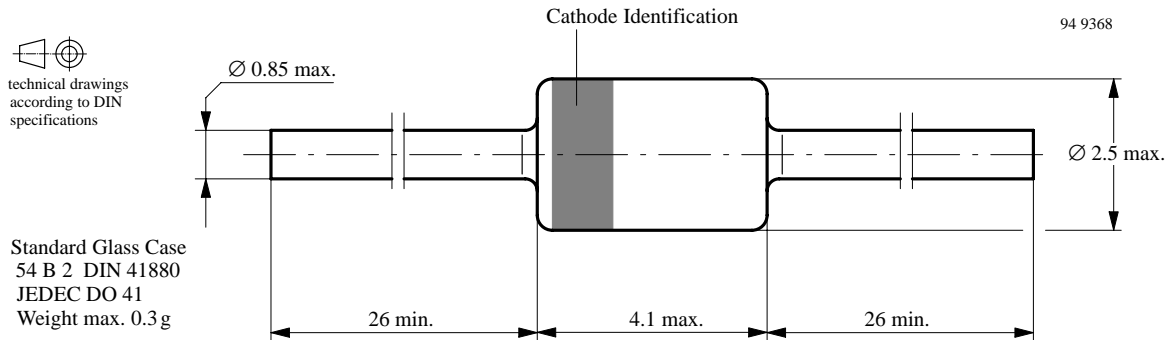 Cathode Identification
94 9368
technical drawings
according to DIN
specifications
∅ 0.85 max.
∅ 2.5 max.
Standard Glass Case
54 B 2 DIN 41880
JEDEC DO 41
Weight max. 0.3 g
26 min.
4.1 max.
26 min.